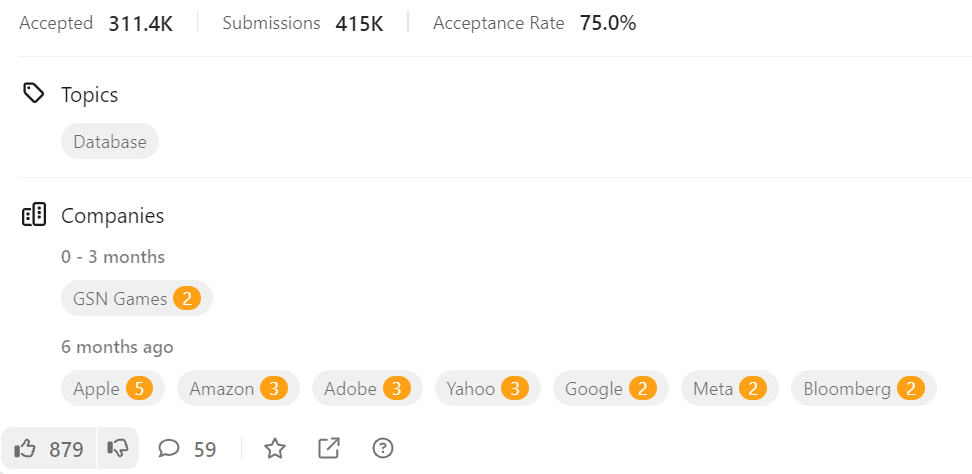 Accepted 311.4K Submissions 415K Acceptance Rate 75.0%
Topics
Database
Companies
0 - 3 months
GSN Games 2
6 months ago
Apple 5 Amazon 3 Adobe 3 Yahoo 3 Google 2 Meta 2 Bloomberg 2
879 59